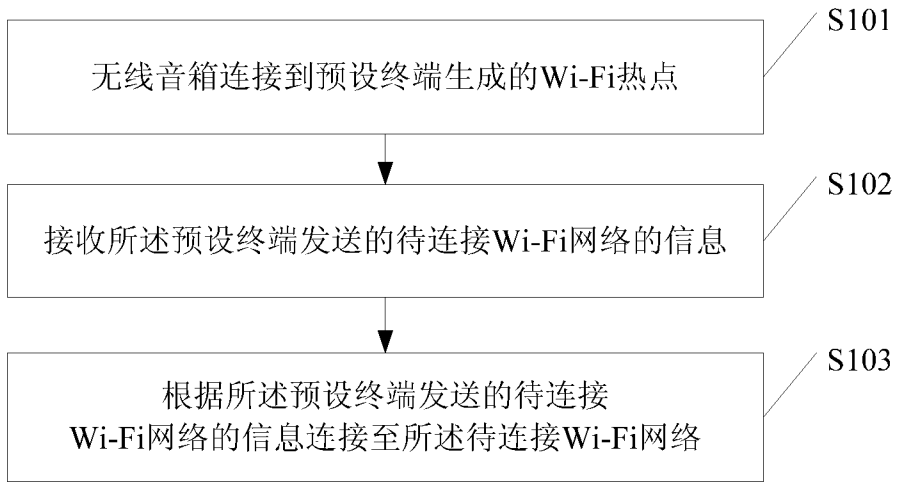 S101
无线音箱连接到预设终端生成的Wi-Fi热点
S102
接收所述预设终端发送的待连接Wi-Fi网络的信息
S103
根据所述预设终端发送的待连接
Wi-Fi网络的信息连接至所述待连接Wi-Fi网络